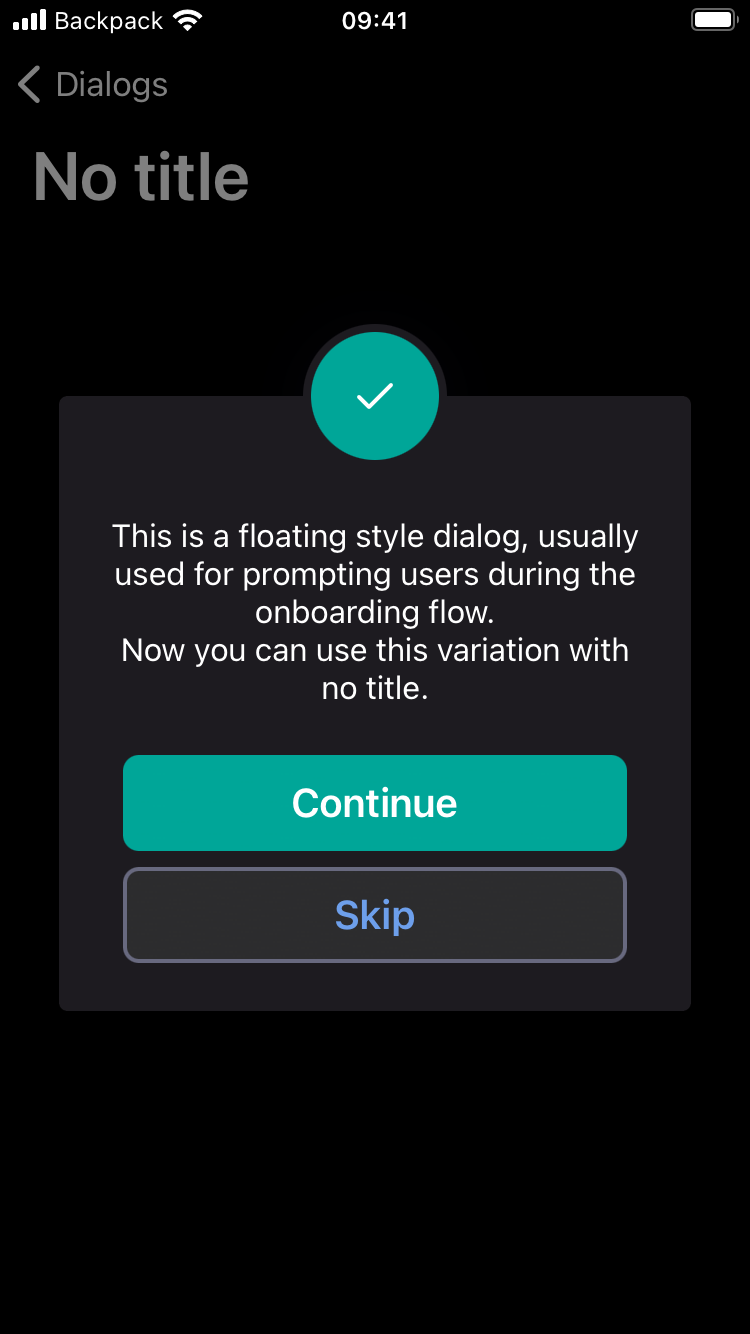 Backpack 09:41
Dialogs
No title
This is a floating style dialog, usually
used for prompting users during the
onboarding flow.
Now you can use this variation with
no title.
Continue
Skip